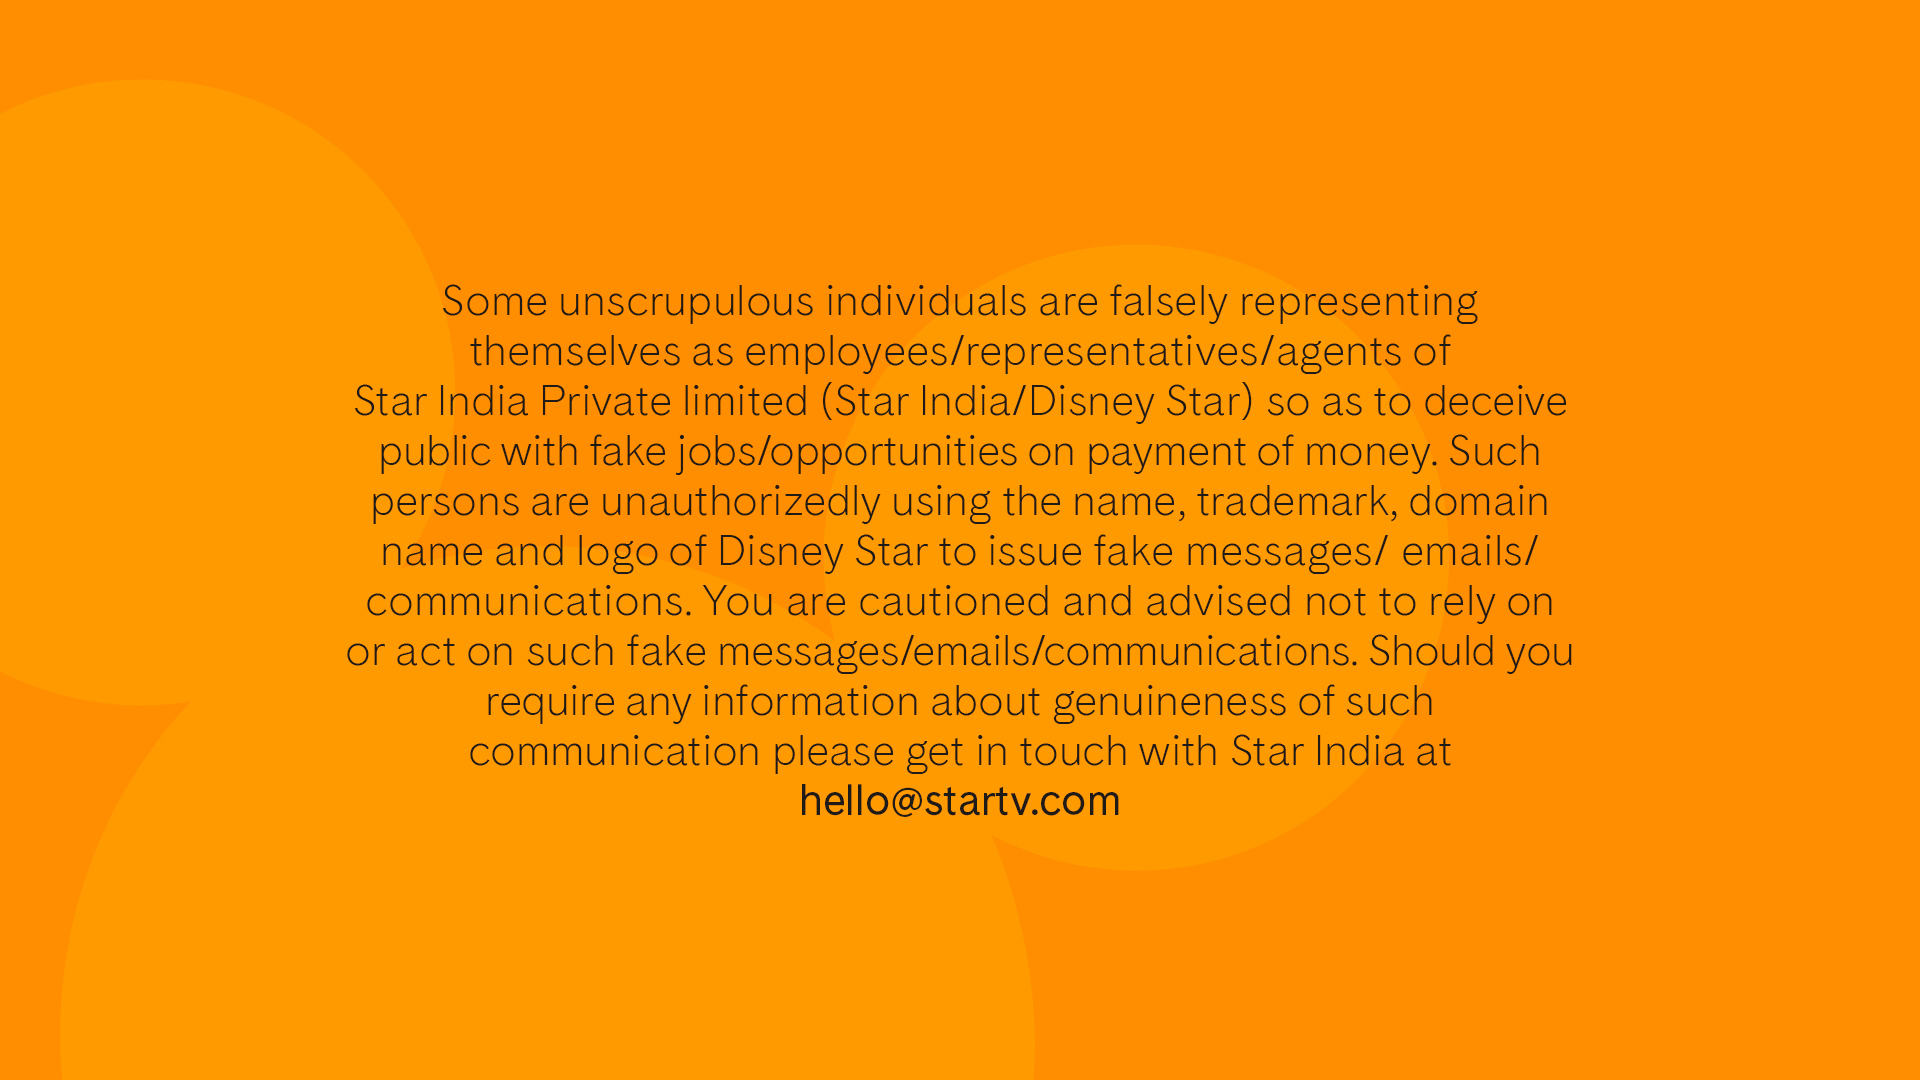 Some unscrupulous individuals are falsely representing
themselves as employees/representatives/agents of
Star India Private limited (Star India/Disney Star) so as to deceive
public with fake jobs/opportunities on payment of money. Such
persons are unauthorizedly using the name, trademark, domain
name and logo of Disney Star to issue fake messages/ emails/
communications. You are cautioned and advised not to rely on
or act on such fake messages/emails/communications. Should you
require any information about genuineness of such
communication please get in touch with Star India at
hello@startv.com